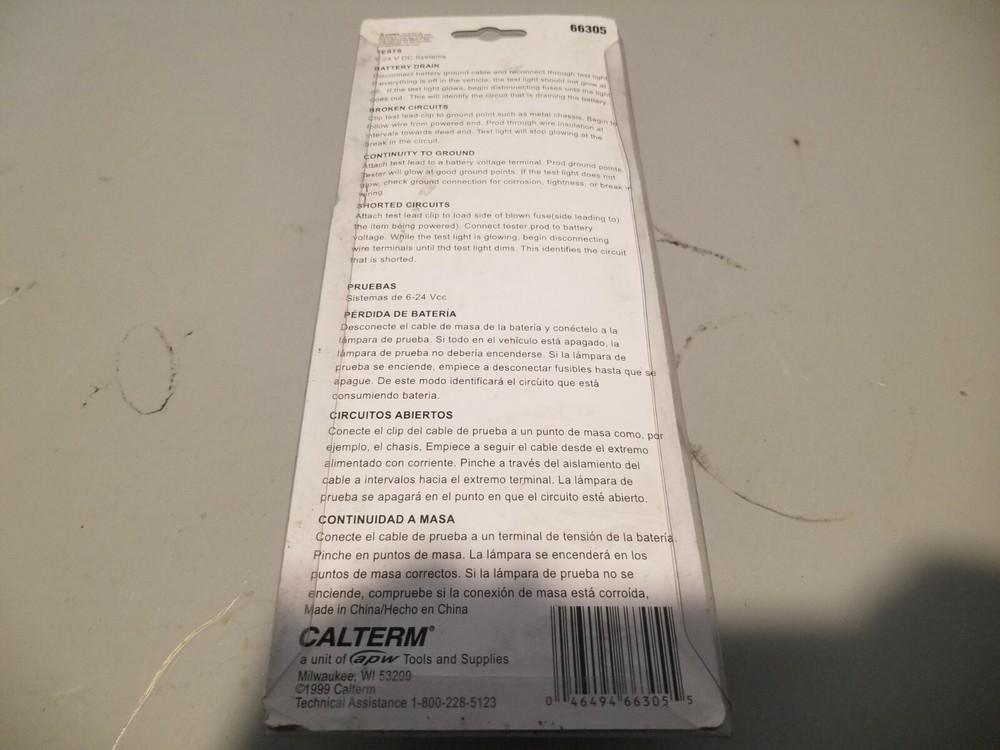 66305
TESTS
6-24 V DC Systems
BATTERY DRAIN
Disconnect battery ground cable and reconnect through test light.
If everything is off in the vehicle, the test light should not glow at
all. If the test light glows, begin disconnecting fuses until the light
goes out. This will identify the circuit that is draining the battery.
BROKEN CIRCUITS
Clip test lead clip to ground point such as metal chassis. Begin to
follow wire from powered end. Prod through wire insulation at
intervals towards dead end. Test light will stop glowing at the
break in the circuit.
CONTINUITY TO GROUND
Attach test lead to a battery voltage terminal. Prod ground points.
Tester will glow at good ground points. If the test light does not
glow, check ground connection for corrosion, tightness, or break in
wiring.
SHORTED CIRCUITS
Attach test lead clip to load side of blown fuse(side leading to)
the item being powered). Connect tester prod to battery
voltage. While the test light is glowing, begin disconnecting
wire terminals until thd test light dims. This identifies the circuit
that is shorted.
PRUEBAS
Sistemas de 6-24 Vcc
PÉRDIDA DE BATERÍA
Desconecte el cable de masa de la batería y conéctelo a la
lámpara de prueba. Si todo en el vehículo está apagado, la
lámpara de prueba no debería encenderse. Si la lámpara de
prueba se enciende, empiece a desconectar fusibles hasta que se
apague. De este modo identificará el circuito que está
consumiendo batería.
CIRCUITOS ABIERTOS
Conecte el clip del cable de prueba a un punto de masa como, por
ejemplo, el chasis, Empiece a seguir el cable desde el extremo
alimentado con corriente. Pinche a través del aislamiento del
cable a intervalos hacia el extremo terminal. La lámpara de
prueba se apagará en el punto en que el circuito esté abierto.
CONTINUIDAD A MASA
Conecte el cable de prueba a un terminal de tensión de la batería.
Pinche en puntos de masa. La lámpara se encenderá en los
puntos de masa correctos. Si la lámpara de prueba no se
enciende, compruebe si la conexión de masa está corroída,
Made in China/Hecho en China
CALTERM®
a unit of apw Tools and Supplies
Milwaukee, WI 53209
©1999 Calterm
Technical Assistance 1-800-228-5123
0 46494 66305 5